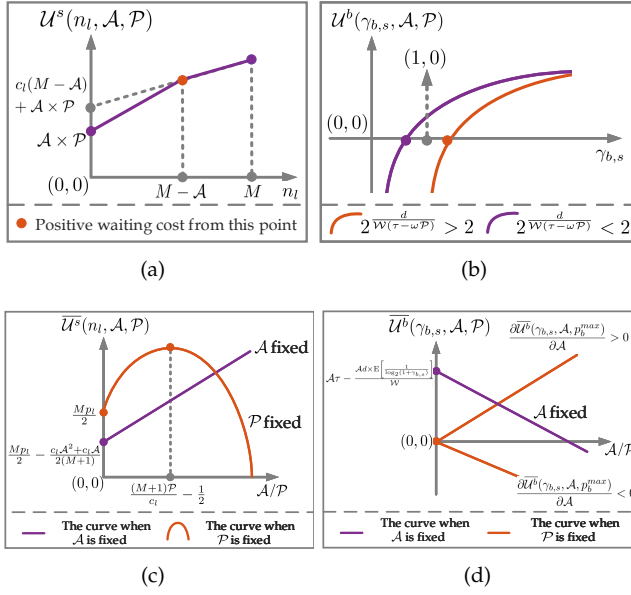 𝒰^s(n_l, 𝒜, 𝒫)
c_l(M − 𝒜)
+ 𝒜 × 𝒫
𝒜 × 𝒫
(0, 0)
M − 𝒜
M
n_l
Positive waiting cost from this point
(a)
𝒰^b(γ_{b,s}, 𝒜, 𝒫)
(1, 0)
(0, 0)
γ_{b,s}
2^{d/(𝒲(τ−ω𝒫))} > 2
2^{d/(𝒲(τ−ω𝒫))} < 2
(b)
\overline{𝒰^s}(n_l, 𝒜, 𝒫)
𝒜 fixed
Mp_l/2
𝒫 fixed
Mp_l/2 − (c_l𝒜^2+c_l𝒜)/(2(M+1))
(0, 0)
(M+1)𝒫/c_l − 1/2
𝒜/𝒫
The curve when 𝒜 is fixed
The curve when 𝒫 is fixed
(c)
\overline{𝒰^b}(γ_{b,s}, 𝒜, 𝒫)
∂\overline{𝒰^b}(γ_{b,s}, 𝒜, p_b^{max})/∂𝒜 > 0
𝒜τ − 𝒜d×𝔼[1/log_2(1+γ_{b,s})]/𝒲
𝒜 fixed
(0, 0)
𝒜/𝒫
∂\overline{𝒰^b}(γ_{b,s}, 𝒜, p_b^{max})/∂𝒜 < 0
The curve when 𝒜 is fixed
The curve when 𝒫 is fixed
(d)